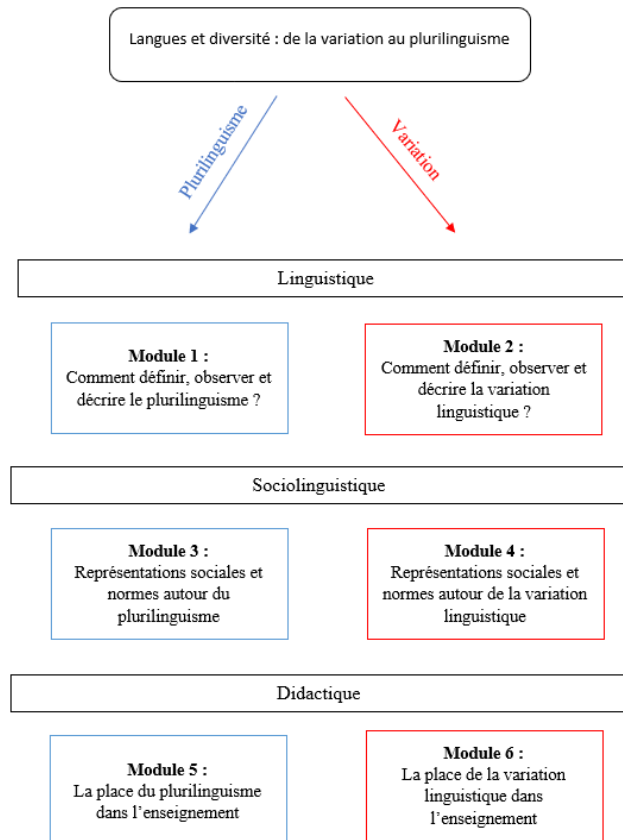 Langues et diversité : de la variation au plurilinguisme
Plurilinguisme
Variation
Linguistique
Module 1 :
Comment définir, observer et
décrire le plurilinguisme ?
Module 2 :
Comment définir, observer et
décrire la variation
linguistique ?
Sociolinguistique
Module 3 :
Représentations sociales et
normes autour du
plurilinguisme
Module 4 :
Représentations sociales et
normes autour de la variation
linguistique
Didactique
Module 5 :
La place du plurilinguisme
dans l’enseignement
Module 6 :
La place de la variation
linguistique dans
l’enseignement